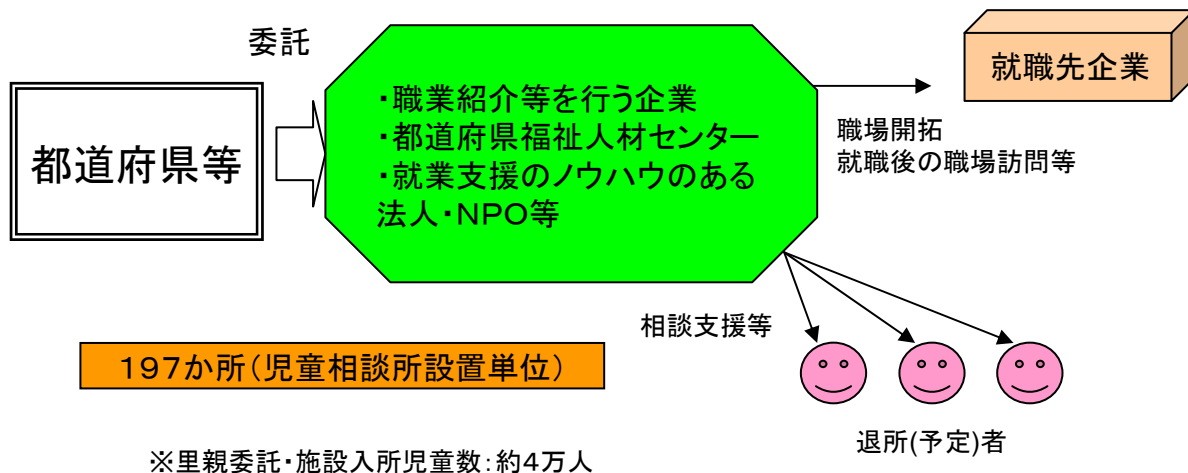 委託
都道府県等
・職業紹介等を行う企業
・都道府県福祉人材センター
・就業支援のノウハウのある
法人・NPO等
就職先企業
職場開拓
就職後の職場訪問等
相談支援等
197か所(児童相談所設置単位)
退所(予定)者
※里親委託・施設入所児童数:約4万人